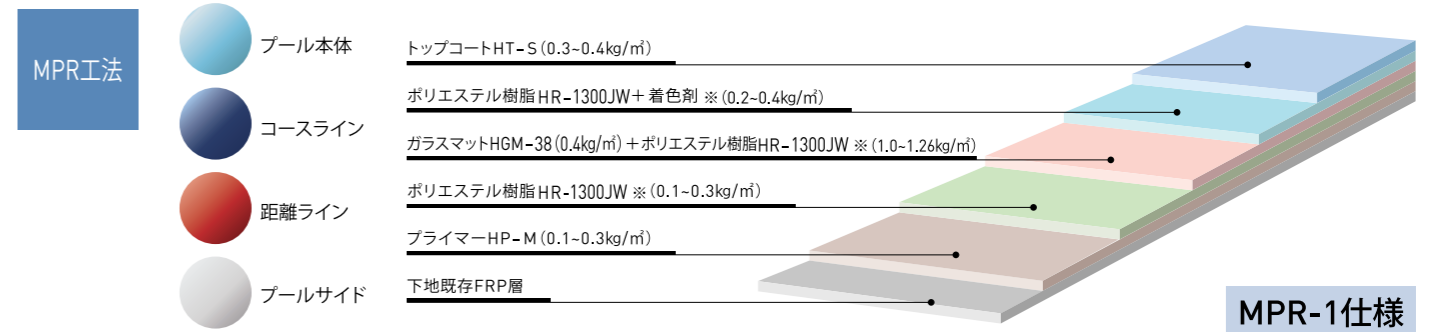 MPR工法
プール本体
コースライン
距離ライン
プールサイド
トップコートHT-S(0.3~0.4kg/㎡)
ポリエステル樹脂HR-1300JW+着色剤 ※(0.2~0.4kg/㎡)
ガラスマットHGM-38(0.4kg/㎡)+ポリエステル樹脂HR-1300JW ※(1.0~1.26kg/㎡)
ポリエステル樹脂HR-1300JW ※(0.1~0.3kg/㎡)
プライマーHP-M(0.1~0.3kg/㎡)
下地既存FRP層
MPR-1仕様